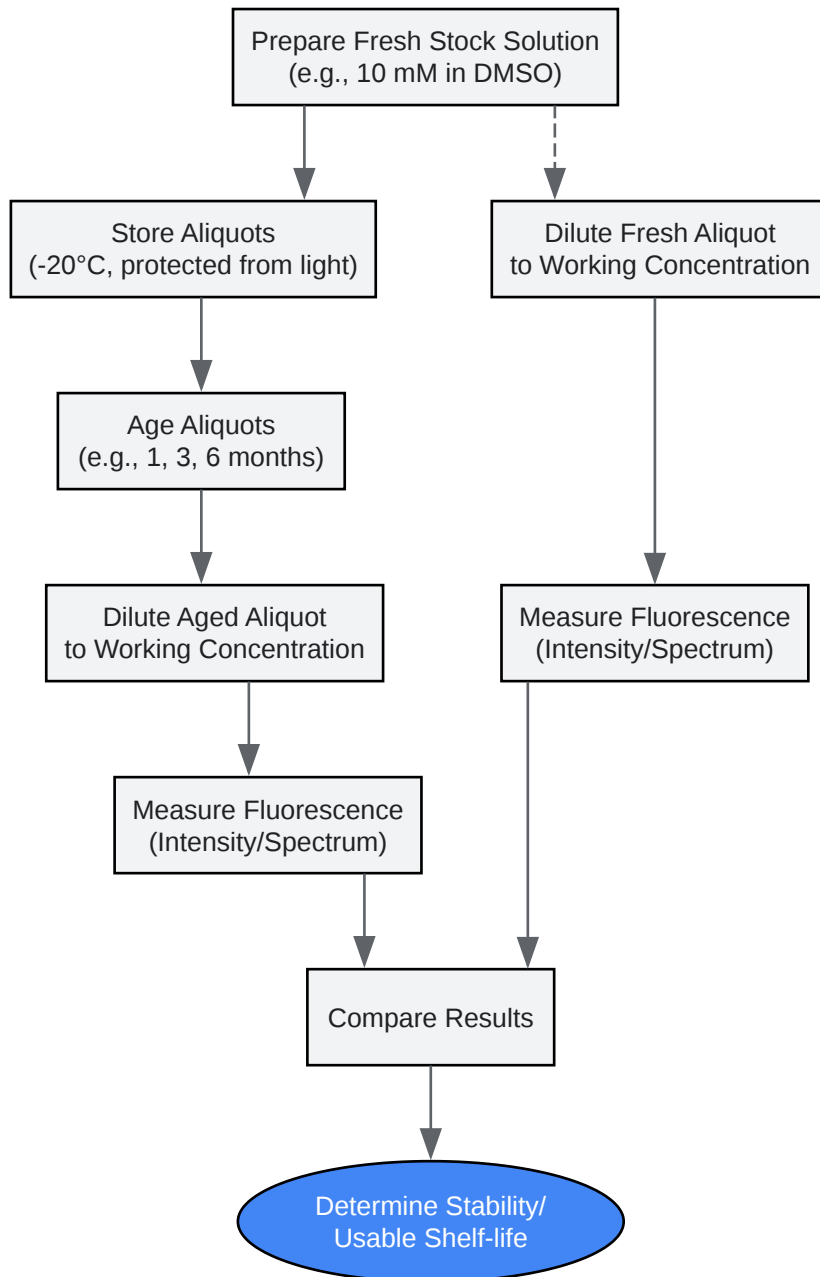 Prepare Fresh Stock Solution
(e.g., 10 mM in DMSO)
Store Aliquots
(-20°C, protected from light)
Dilute Fresh Aliquot
to Working Concentration
Age Aliquots
(e.g., 1, 3, 6 months)
Dilute Aged Aliquot
to Working Concentration
Measure Fluorescence
(Intensity/Spectrum)
Measure Fluorescence
(Intensity/Spectrum)
Compare Results
Determine Stability/
Usable Shelf-life